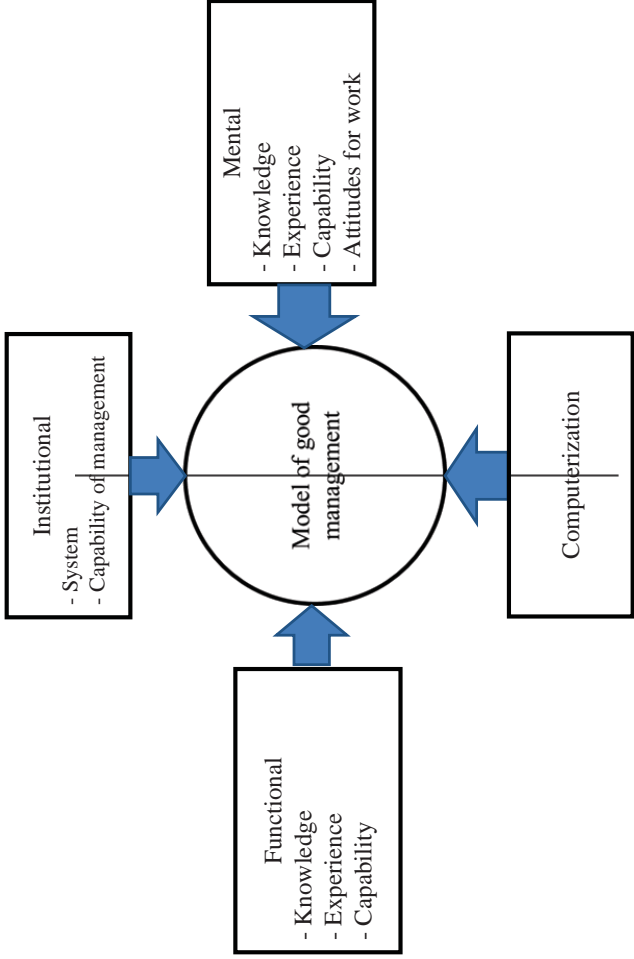 Institutional
- System
- Capability of management
Functional
- Knowledge
- Experience
- Capability
Model of good
management
Mental
- Knowledge
- Experience
- Capability
- Attitudes for work
Computerization